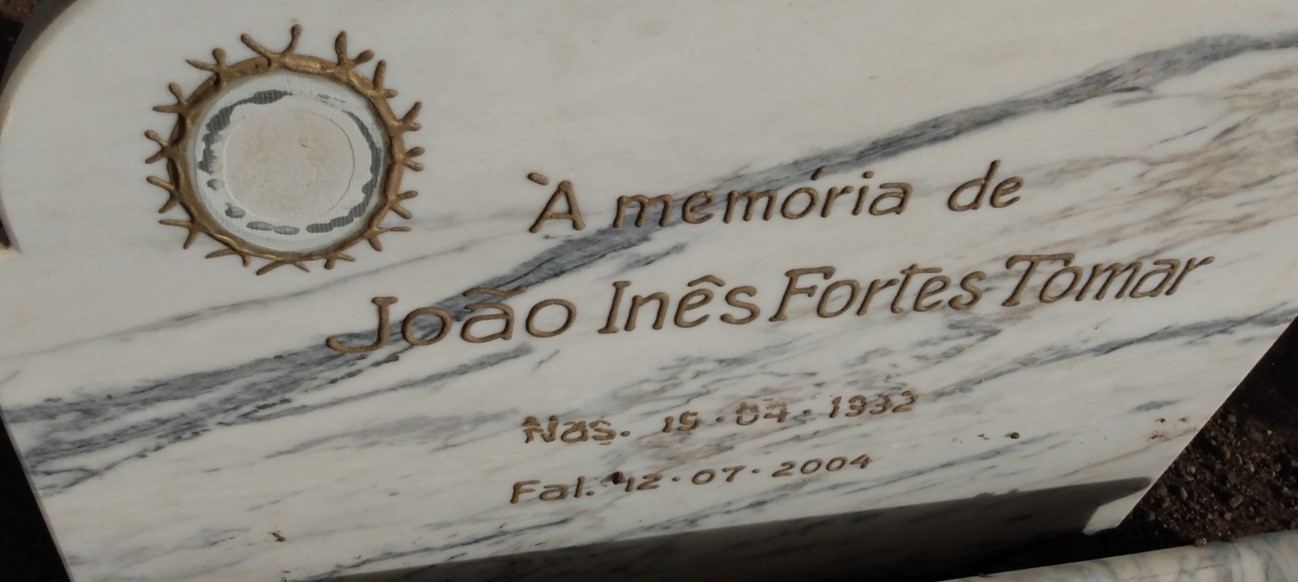 À memória de
João Inês Fortes Tomar
Nas. 15.04.1932
Fal. 12.07.2004